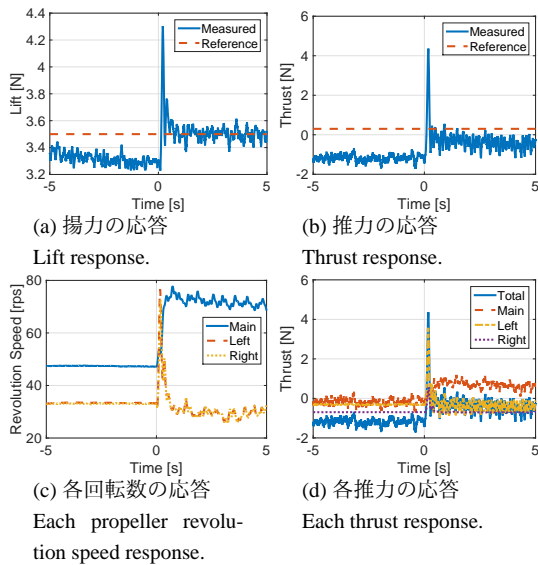 4.4
4.2
4
3.8
3.6
3.4
3.2
Lift [N]
Measured
Reference
-5
0
5
Time [s]
(a) 揚力の応答
Lift response.
6
4
2
0
-2
Thrust [N]
Measured
Reference
-5
0
5
Time [s]
(b) 推力の応答
Thrust response.
80
60
40
20
Revolution Speed [rps]
Main
Left
Right
-5
0
5
Time [s]
(c) 各回転数の応答
Each propeller revolu-
tion speed response.
6
4
2
0
-2
Thrust [N]
Total
Main
Left
Right
-5
0
5
Time [s]
(d) 各推力の応答
Each thrust response.